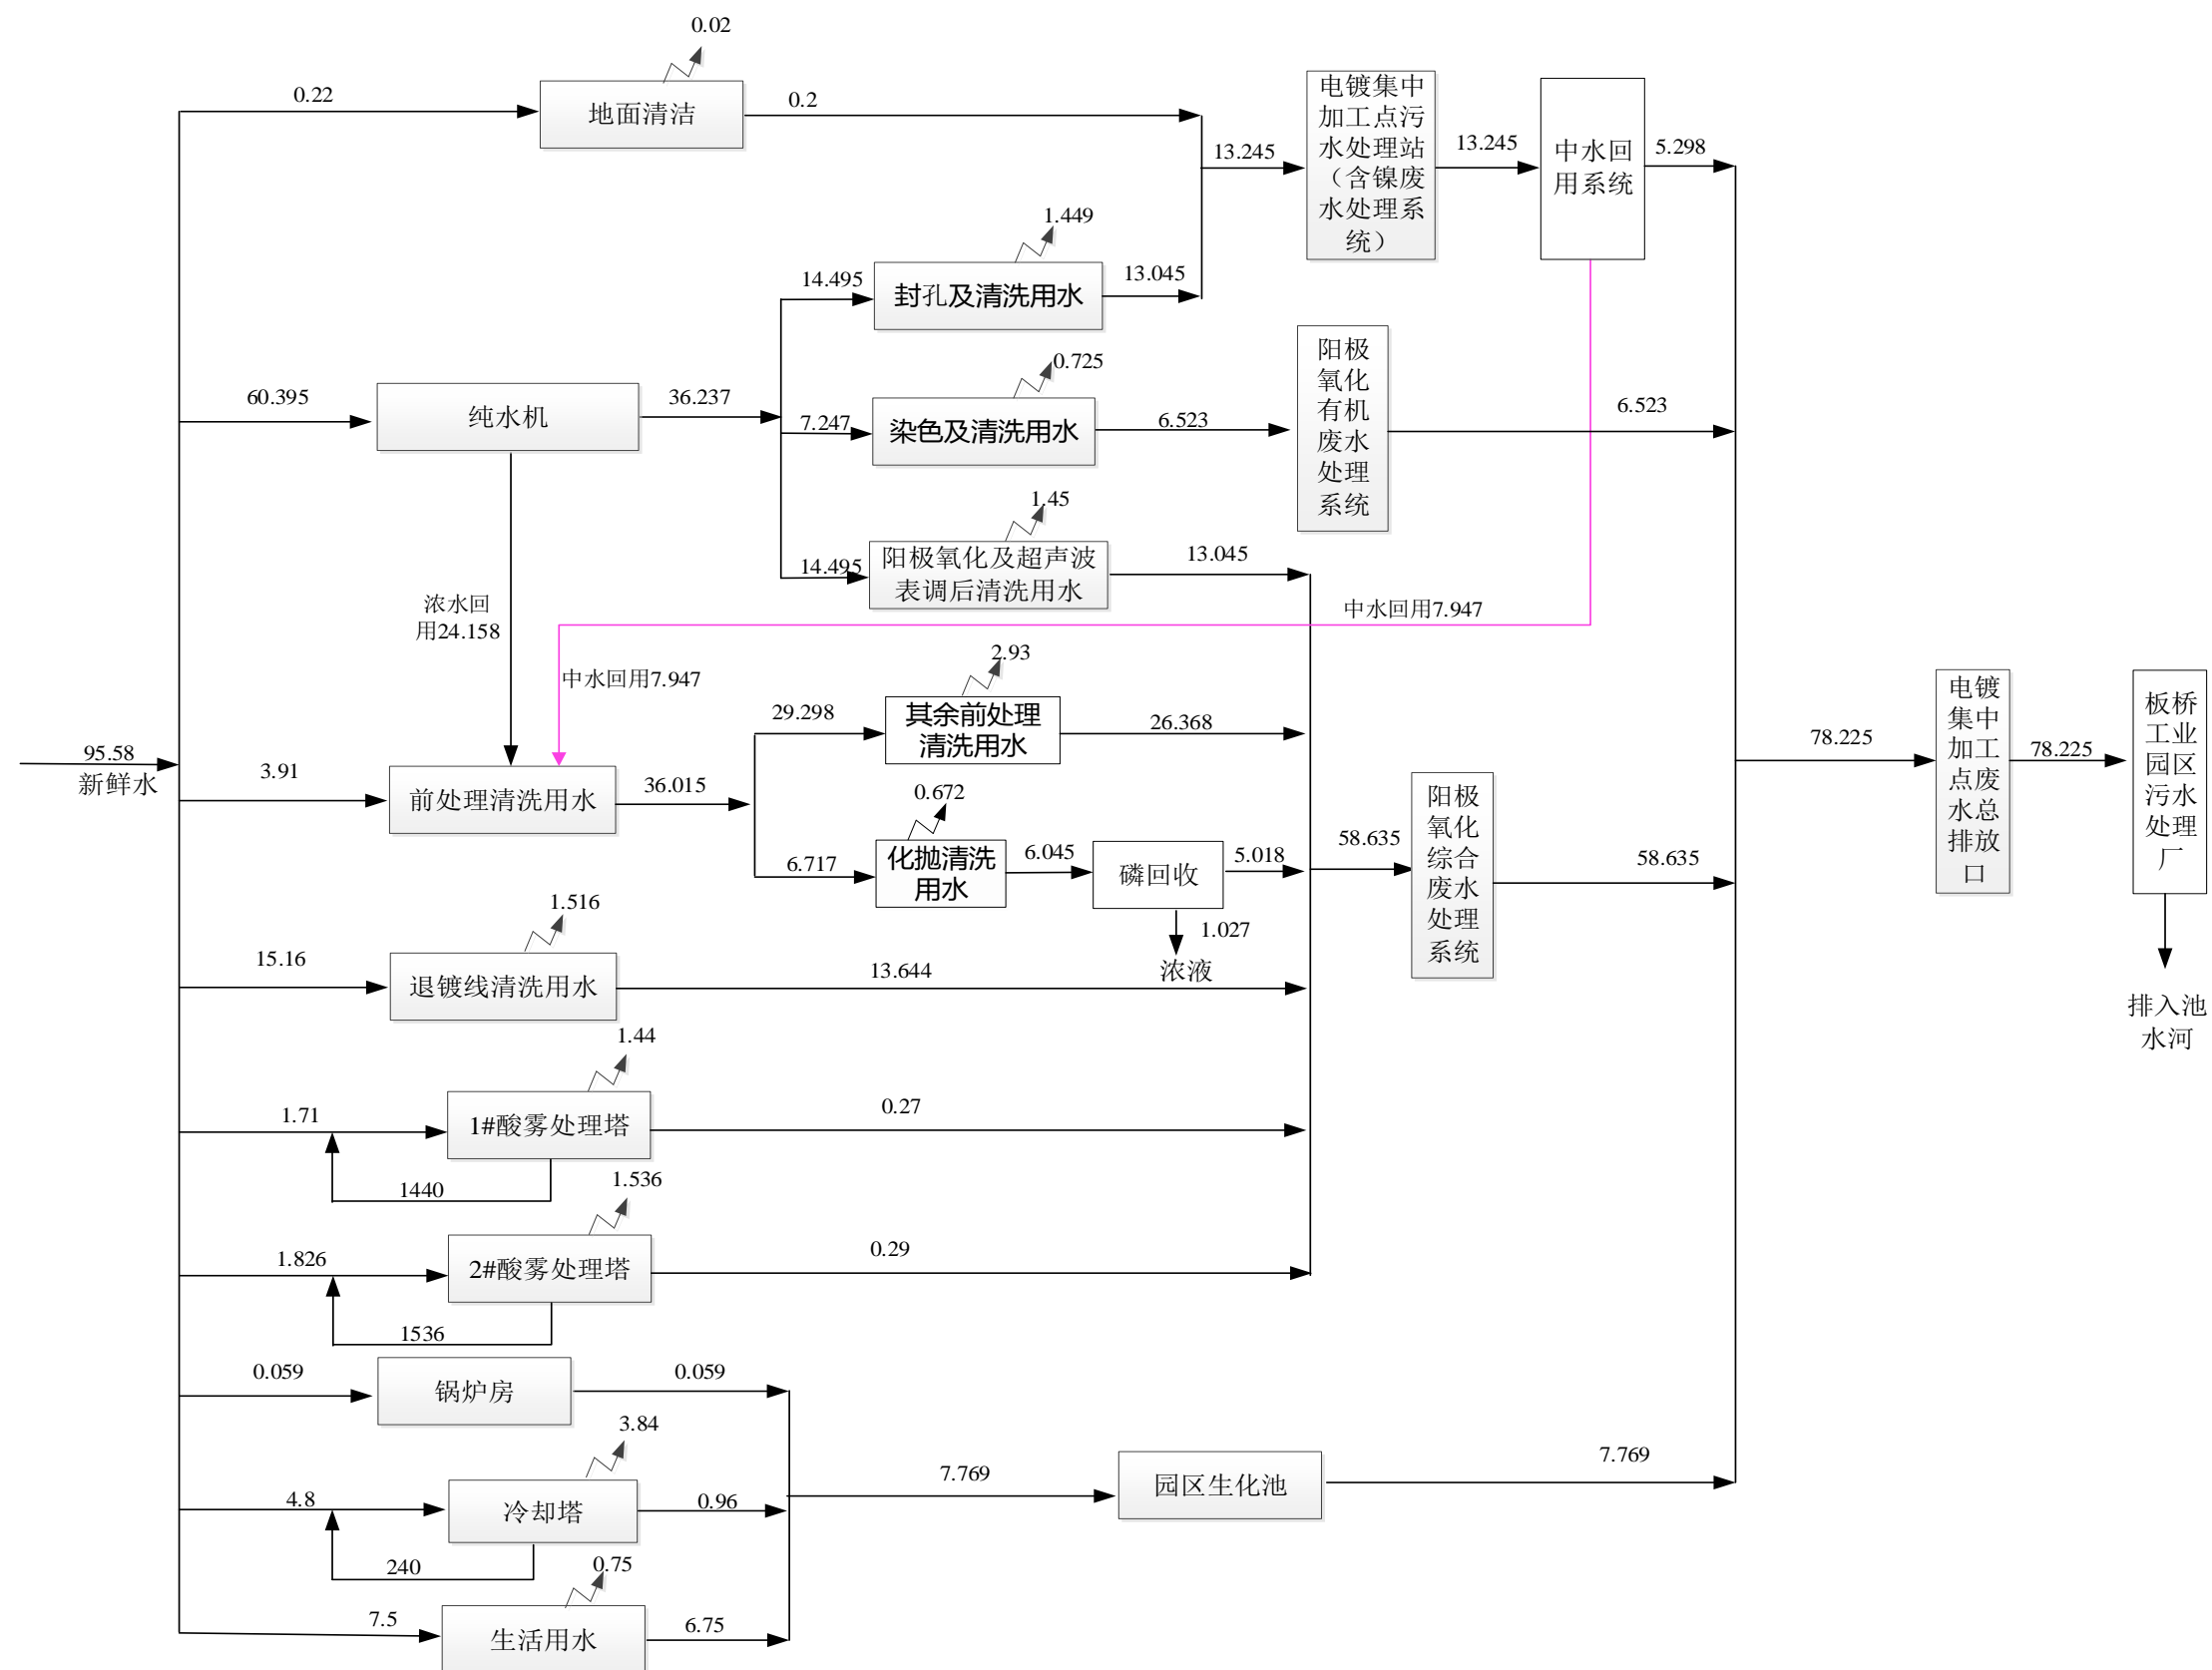 0.02
0.22
地面清洁
0.2
电镀集中
加工点污
水处理站
（含镍废
水处理系
统）
13.245
13.245
中水回
用系统
5.298
1.449
14.495
封孔及清洗用水
13.045
60.395
纯水机
36.237
0.725
7.247
染色及清洗用水
6.523
阳极
氧化
有机
废水
处理
系统
6.523
1.45
14.495
阳极氧化及超声波
表调后清洗用水
13.045
浓水回
用24.158
中水回用7.947
中水回用7.947
2.93
29.298
其余前处理
清洗用水
26.368
95.58
新鲜水
3.91
前处理清洗用水
36.015
0.672
6.717
化抛清洗
用水
6.045
磷回收
5.018
1.027
浓液
58.635
阳极
氧化
综合
废水
处理
系统
58.635
78.225
电镀
集中
加工
点废
水总
排放
口
78.225
板桥
工业
园区
污水
处理
厂
排入池
水河
1.516
15.16
退镀线清洗用水
13.644
1.44
1.71
1#酸雾处理塔
0.27
1440
1.536
1.826
2#酸雾处理塔
0.29
1536
0.059
锅炉房
0.059
3.84
4.8
冷却塔
0.96
240
7.769
园区生化池
7.769
0.75
7.5
生活用水
6.75